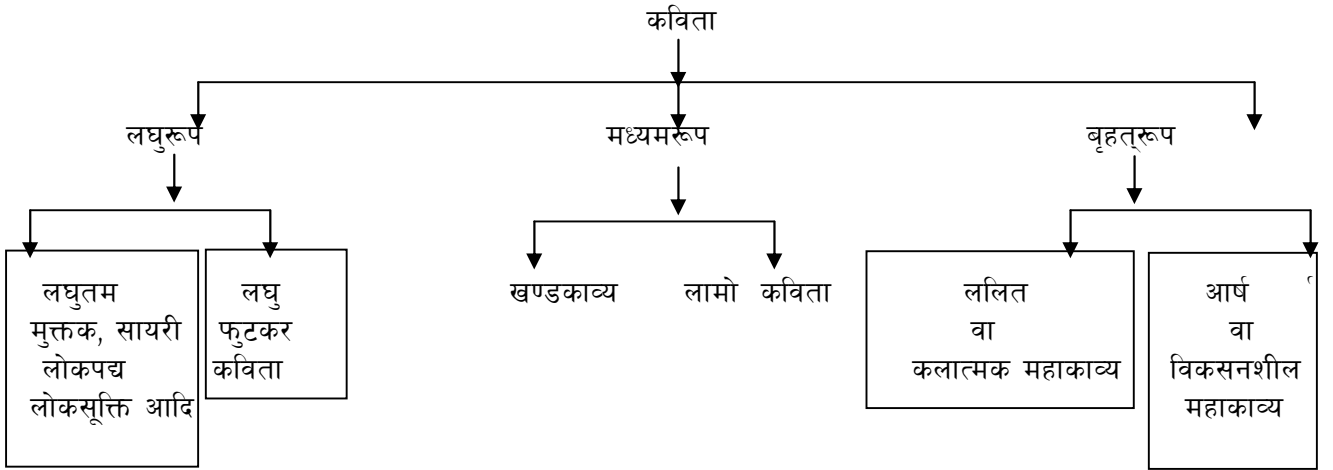 कविता
लघुरूप मध्यमरूप बृहत्‌रूप
लघुतम
मुक्तक, सायरी
लोकपद्य
लोकसूक्ति आदि
लघु
फुटकर
कविता
खण्डकाव्य लामो कविता
ललित
वा
कलात्मक महाकाव्य
आर्ष
वा
विकसनशील
महाकाव्य